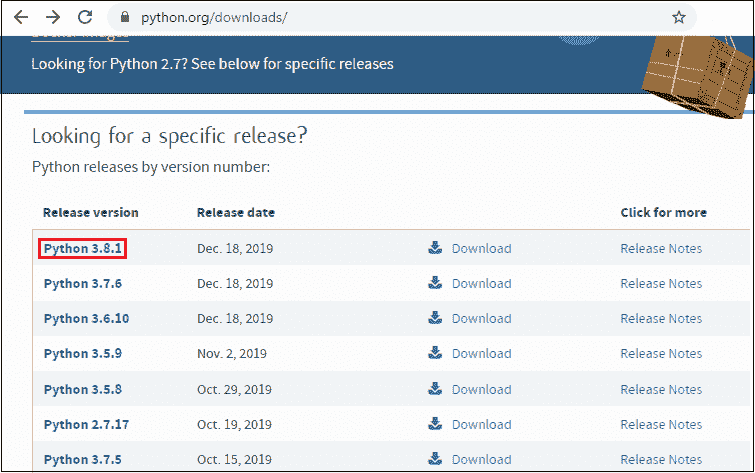 python.org/downloads/
Docker images
Looking for Python 2.7? See below for specific releases
Looking for a specific release?
Python releases by version number:
Release version Release date Click for more
Python 3.8.1 Dec. 18, 2019 Download Release Notes
Python 3.7.6 Dec. 18, 2019 Download Release Notes
Python 3.6.10 Dec. 18, 2019 Download Release Notes
Python 3.5.9 Nov. 2, 2019 Download Release Notes
Python 3.5.8 Oct. 29, 2019 Download Release Notes
Python 2.7.17 Oct. 19, 2019 Download Release Notes
Python 3.7.5 Oct. 15, 2019 Download Release Notes